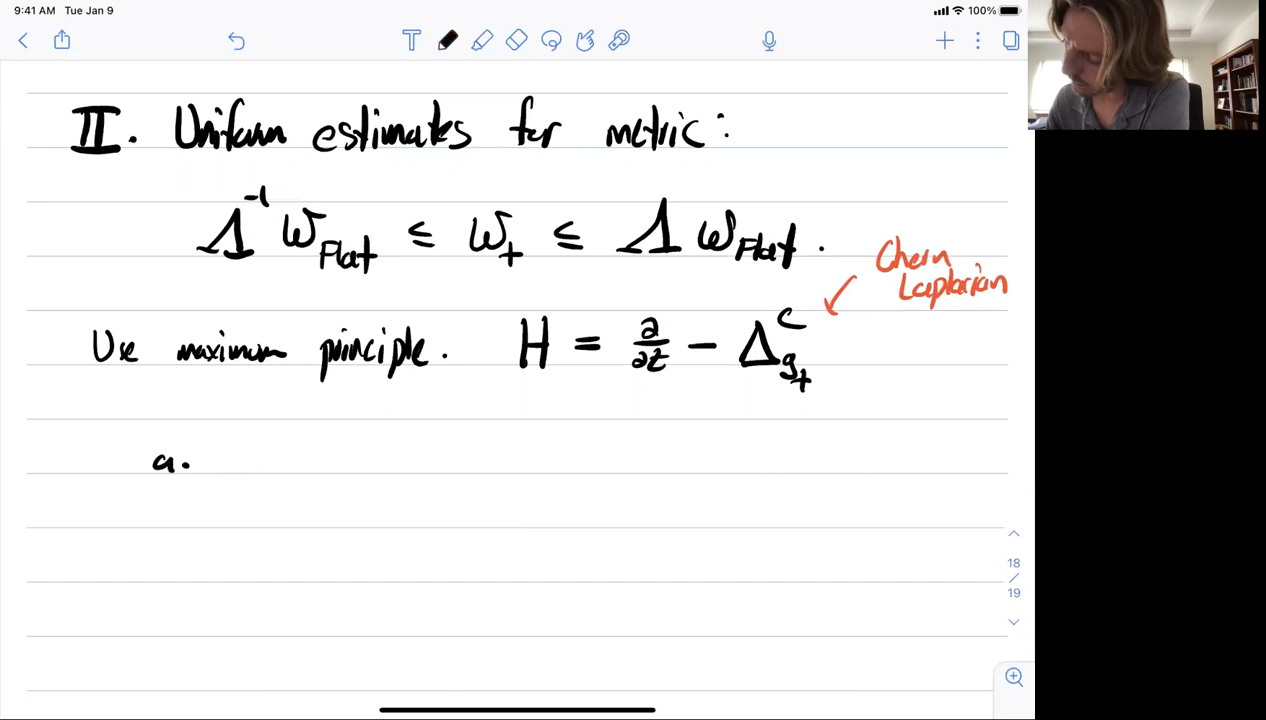 9:41 AM Tue Jan 9
100%
II. Uniform estimates for metric:
Λ⁻¹ ω_Flat ≤ ω_t ≤ Λ ω_Flat.
Chern
Laplacian
Use maximum principle. H = ∂/∂t - Δ^C_{g_t}
a.
18
/
19